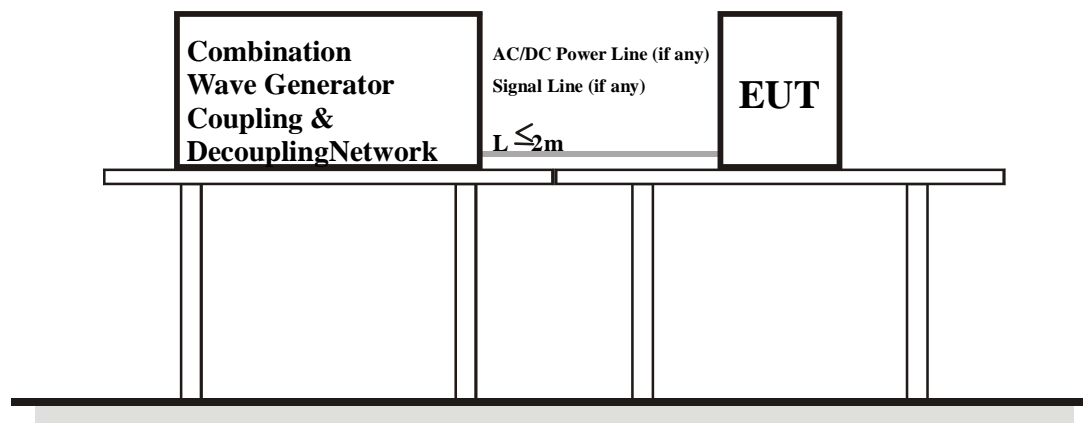 Combination
Wave Generator
Coupling &
DecouplingNetwork
AC/DC Power Line (if any)
Signal Line (if any)
L ≤2m
EUT